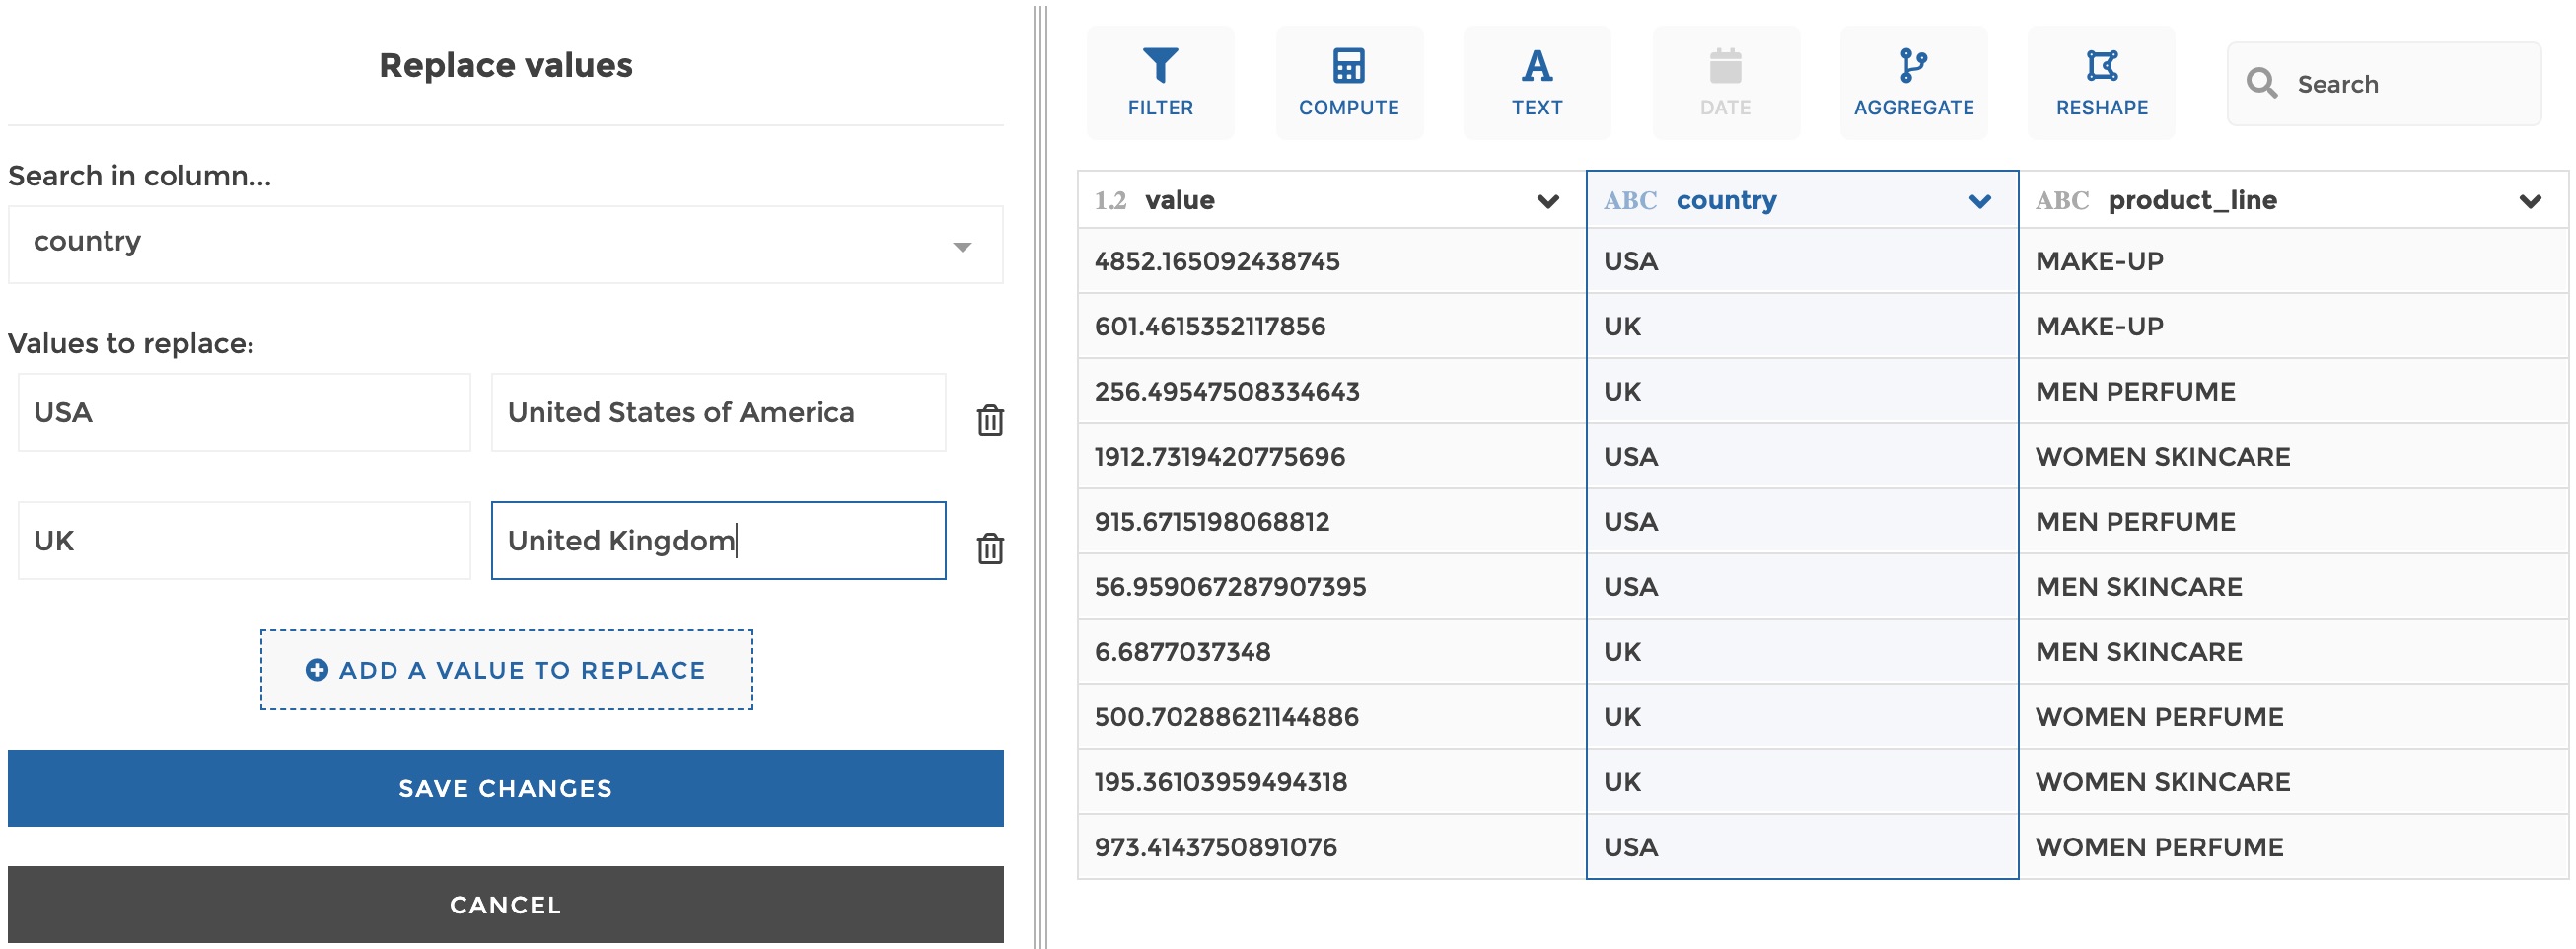 Replace values
Search in column...
country
Values to replace:
USA United States of America
UK United Kingdom
ADD A VALUE TO REPLACE
SAVE CHANGES
CANCEL
FILTER COMPUTE TEXT DATE AGGREGATE RESHAPE Search
1.2 value ABC country ABC product_line
4852.165092438745 USA MAKE-UP
601.4615352117856 UK MAKE-UP
256.49547508334643 UK MEN PERFUME
1912.7319420775696 USA WOMEN SKINCARE
915.6715198068812 USA MEN PERFUME
56.959067287907395 USA MEN SKINCARE
6.6877037348 UK MEN SKINCARE
500.70288621144886 UK WOMEN PERFUME
195.36103959494318 UK WOMEN SKINCARE
973.4143750891076 USA WOMEN PERFUME